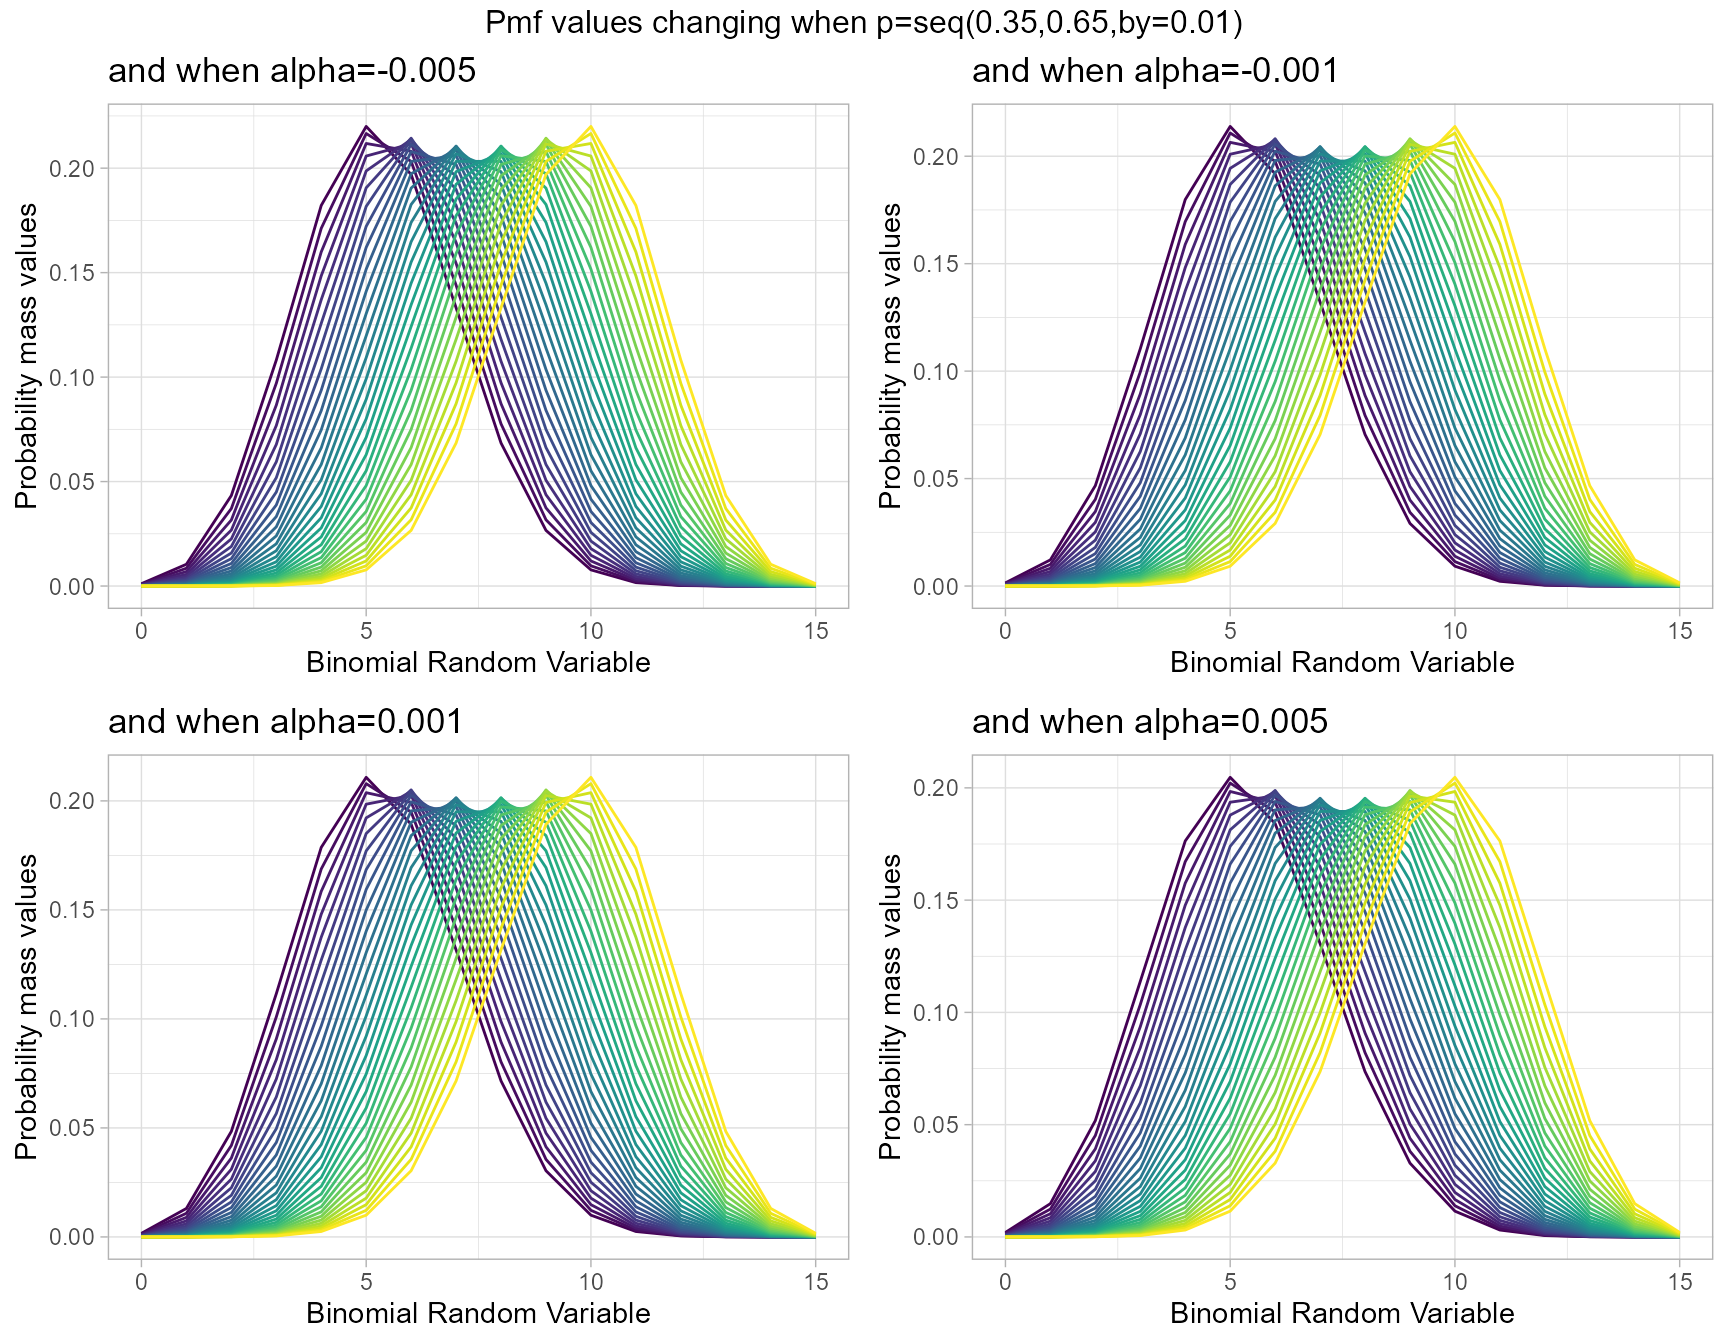 Pmf values changing when p=seq(0.35,0.65,by=0.01)
and when alpha=-0.005
Probability mass values
0.20
0.15
0.10
0.05
0.00
0 5 10 15
Binomial Random Variable
and when alpha=-0.001
Probability mass values
0.20
0.15
0.10
0.05
0.00
0 5 10 15
Binomial Random Variable
and when alpha=0.001
Probability mass values
0.20
0.15
0.10
0.05
0.00
0 5 10 15
Binomial Random Variable
and when alpha=0.005
Probability mass values
0.20
0.15
0.10
0.05
0.00
0 5 10 15
Binomial Random Variable